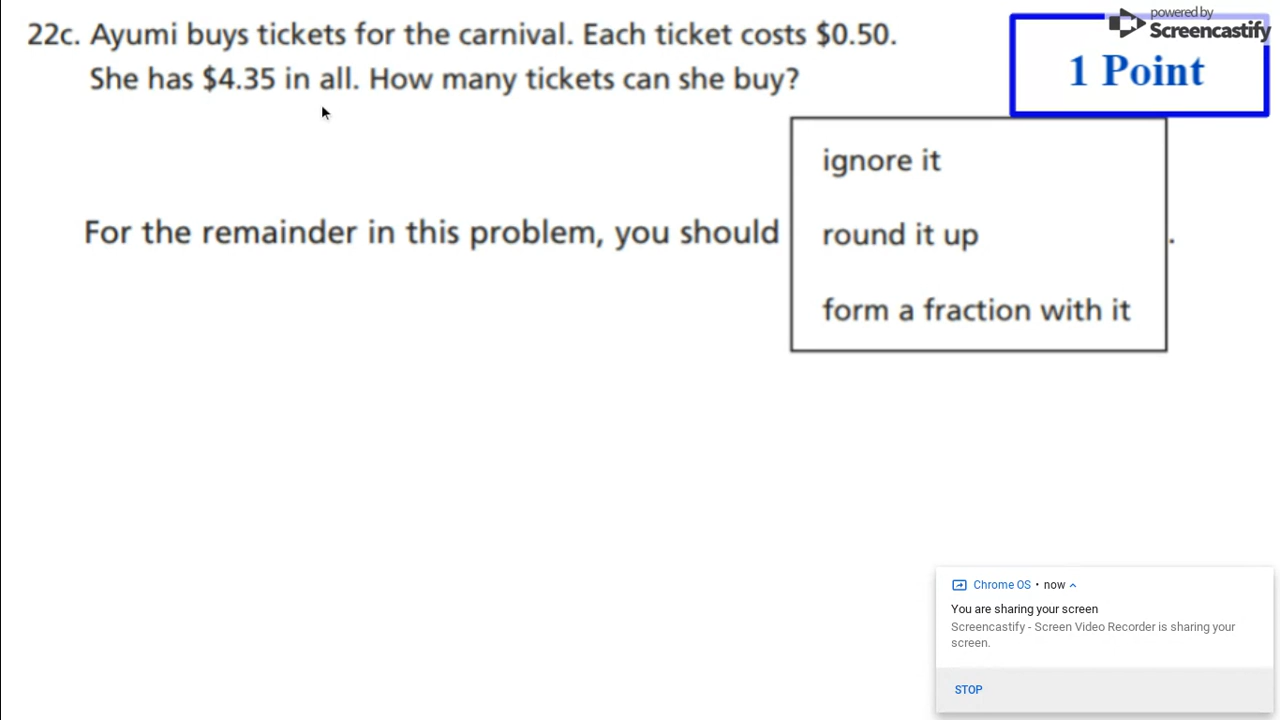 22c. Ayumi buys tickets for the carnival. Each ticket costs $0.50.
She has $4.35 in all. How many tickets can she buy?
powered by
Screencastify
1 Point
ignore it
For the remainder in this problem, you should
round it up
.
form a fraction with it
Chrome OS • now
You are sharing your screen
Screencastify - Screen Video Recorder is sharing your
screen.
STOP